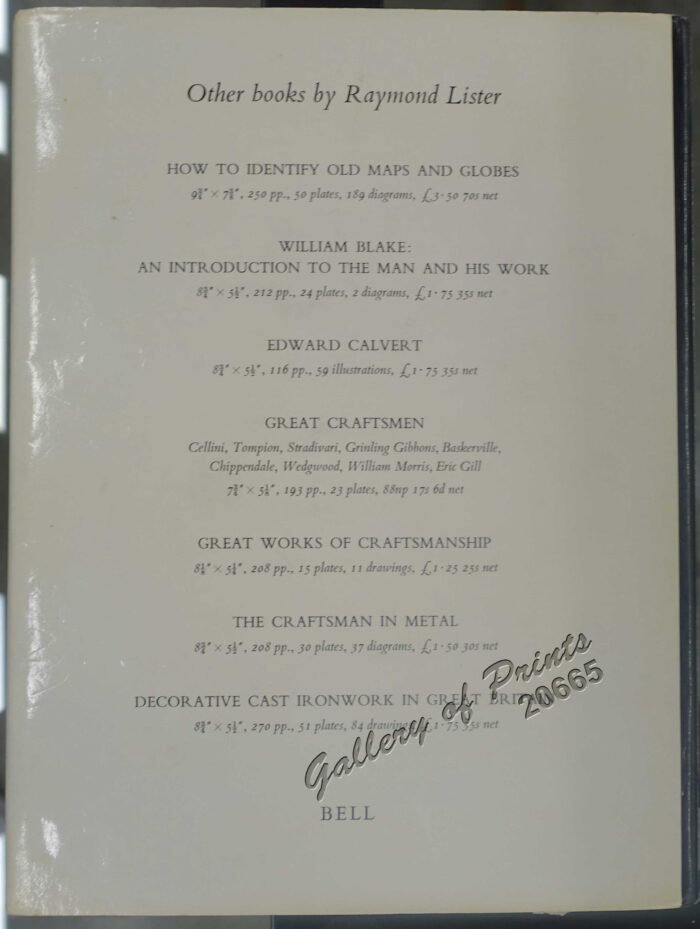 Other books by Raymond Lister
HOW TO IDENTIFY OLD MAPS AND GLOBES
9¾″ × 7⅜″, 250 pp., 50 plates, 189 diagrams, £3·50 70s net
WILLIAM BLAKE:
AN INTRODUCTION TO THE MAN AND HIS WORK
8¾″ × 5½″, 212 pp., 24 plates, 2 diagrams, £1·75 35s net
EDWARD CALVERT
8¾″ × 5½″, 116 pp., 59 illustrations, £1·75 35s net
GREAT CRAFTSMEN
Cellini, Tompion, Stradivari, Grinling Gibbons, Baskerville,
Chippendale, Wedgwood, William Morris, Eric Gill
7¾″ × 5¼″, 193 pp., 23 plates, 88np 17s 6d net
GREAT WORKS OF CRAFTSMANSHIP
208 pp., 15 plates, 11 drawings, £1·25 25s net
THE CRAFTSMAN IN METAL
8¾″ × 5½″, 208 pp., 30 plates, 37 diagrams, £1·50 30s net
DECORATIVE CAST IRONWORK IN GREAT BRITAIN
8¾″ × 5½″, 270 pp., 51 plates, 84 drawings, £1·75 35s net
Gallery of Prints
20665
BELL